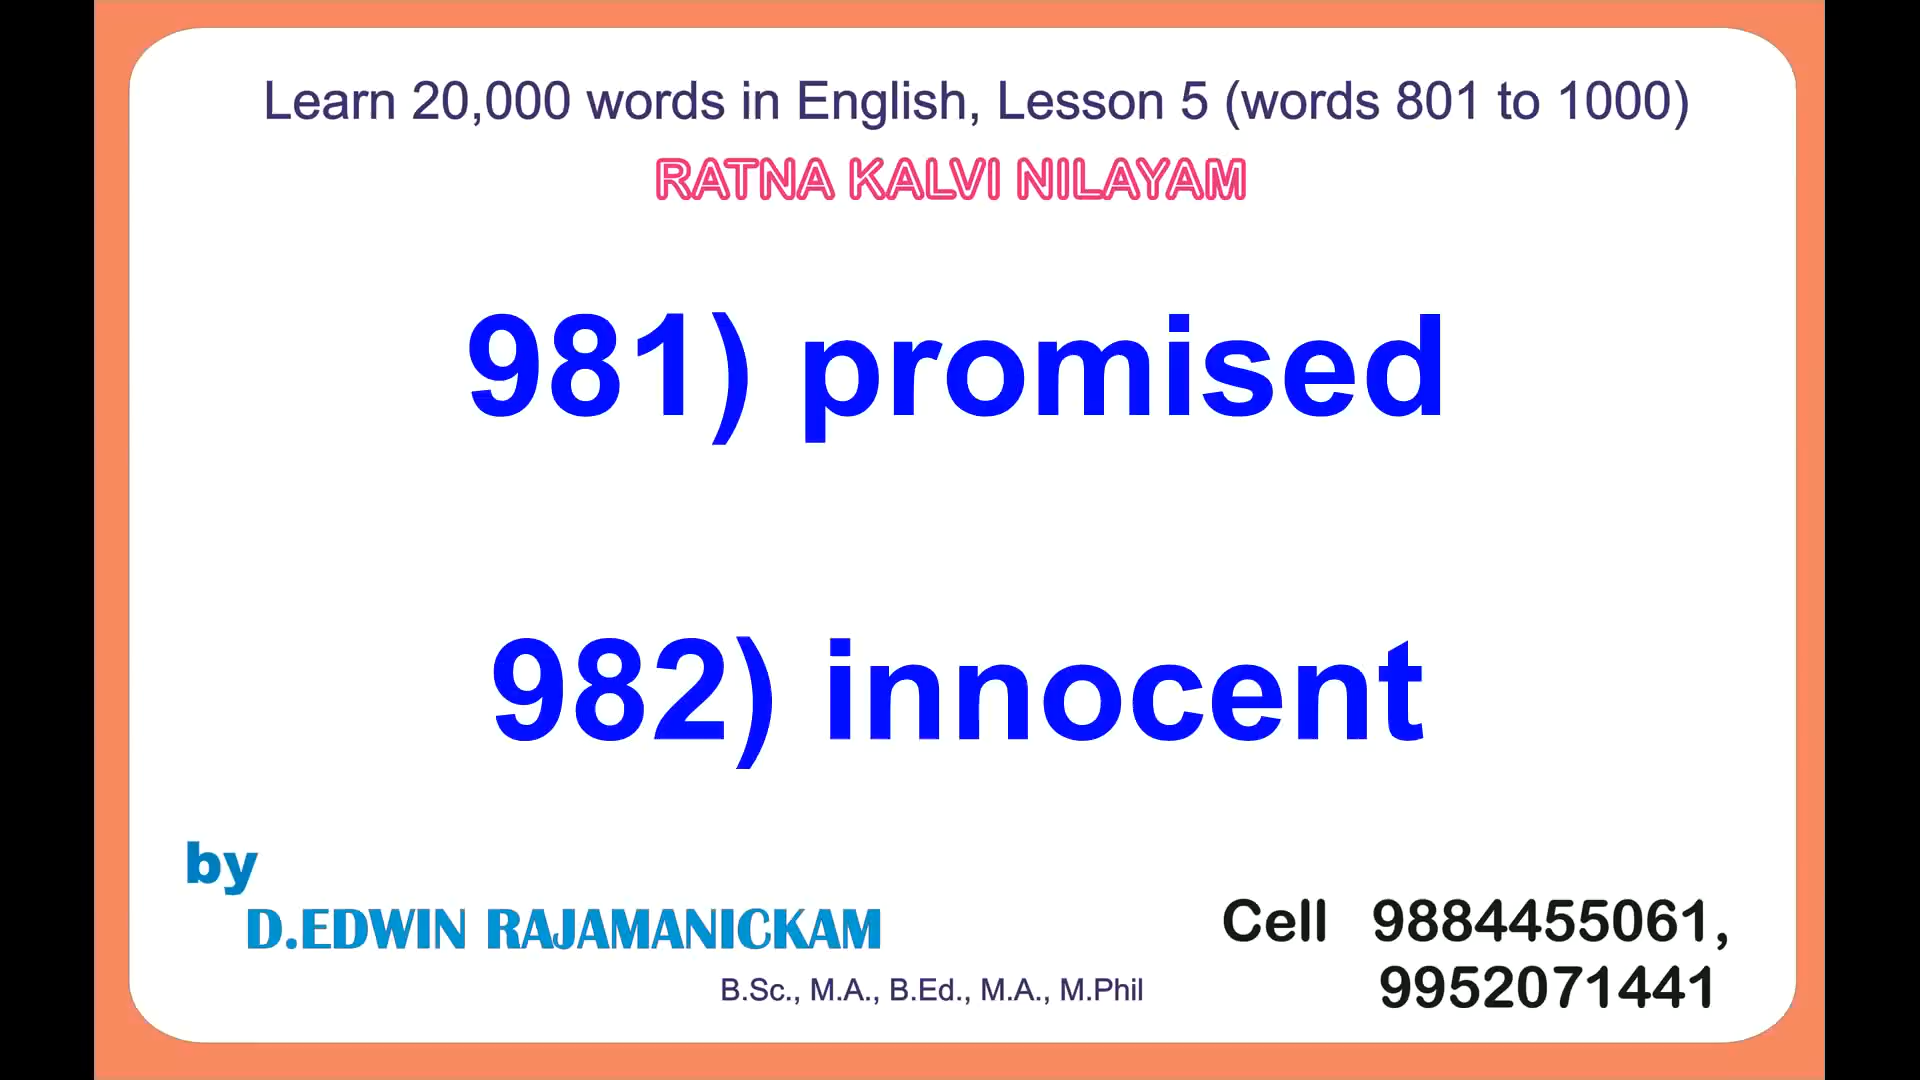 Learn 20,000 words in English, Lesson 5 (words 801 to 1000)
RATNA KALVI NILAYAM
981) promised
982) innocent
by
D.EDWIN RAJAMANICKAM
B.Sc., M.A., B.Ed., M.A., M.Phil
Cell 9884455061,
9952071441